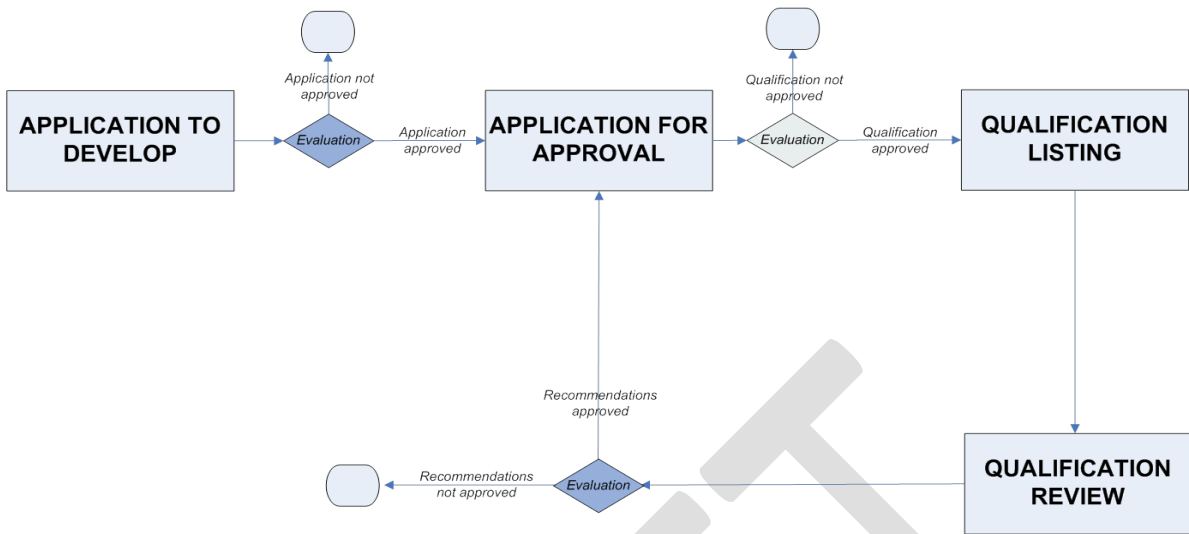 Application not
approved
Qualification not
approved
APPLICATION TO
DEVELOP
Evaluation
Application
approved
APPLICATION FOR
APPROVAL
Evaluation
Qualification
approved
QUALIFICATION
LISTING
Recommendations
approved
Recommendations
not approved
Evaluation
QUALIFICATION
REVIEW